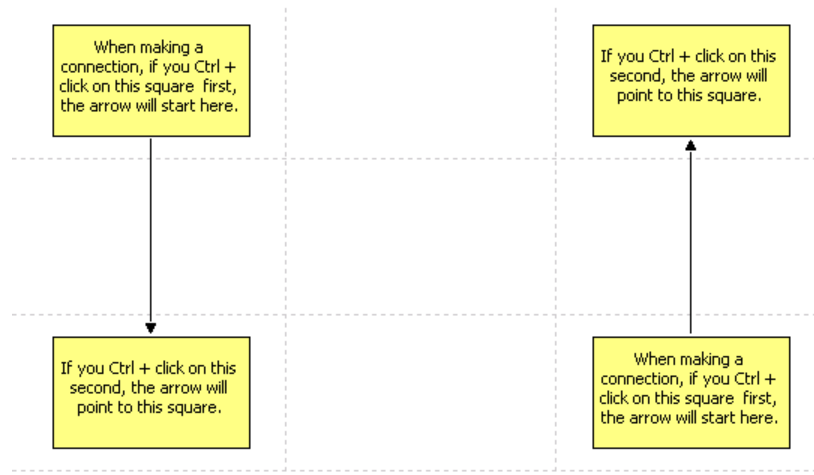 When making a
connection, if you Ctrl +
click on this square  first,
the arrow will start here.
If you Ctrl + click on this
second, the arrow will
point to this square.
If you Ctrl + click on this
second, the arrow will
point to this square.
When making a
connection, if you Ctrl +
click on this square  first,
the arrow will start here.